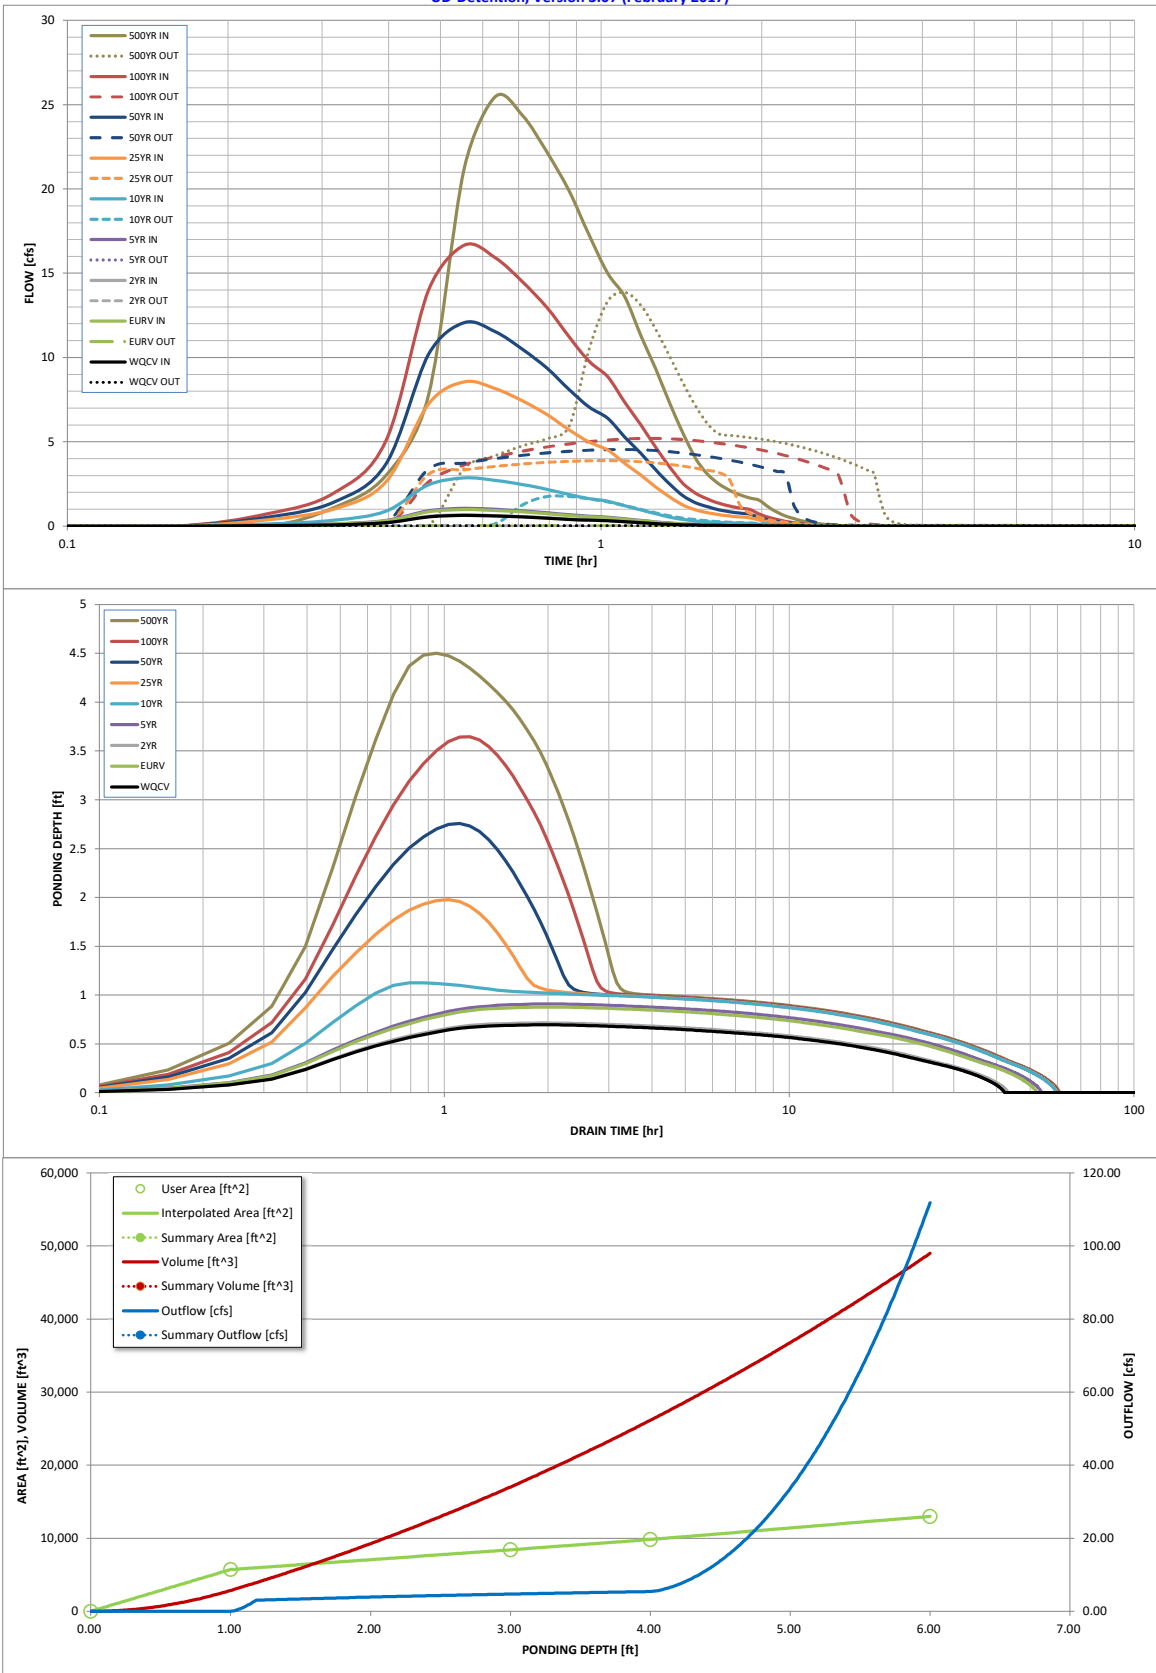 UD-Detention, Version 3.07 (February 2017)
30
25
20
15
10
5
0
FLOW [cfs]
500YR IN
500YR OUT
100YR IN
100YR OUT
50YR IN
50YR OUT
25YR IN
25YR OUT
10YR IN
10YR OUT
5YR IN
5YR OUT
2YR IN
2YR OUT
EURV IN
EURV OUT
WQCV IN
WQCV OUT
0.1 1 10
TIME [hr]
5
4.5
4
3.5
3
2.5
2
1.5
1
0.5
0
PONDING DEPTH [ft]
500YR
100YR
50YR
25YR
10YR
5YR
2YR
EURV
WQCV
0.1 1 10 100
DRAIN TIME [hr]
60,000
50,000
40,000
30,000
20,000
10,000
0
AREA [ft^2], VOLUME [ft^3]
User Area [ft^2]
Interpolated Area [ft^2]
Summary Area [ft^2]
Volume [ft^3]
Summary Volume [ft^3]
Outflow [cfs]
Summary Outflow [cfs]
120.00
100.00
80.00
60.00
40.00
20.00
0.00
OUTFLOW [cfs]
0.00 1.00 2.00 3.00 4.00 5.00 6.00 7.00
PONDING DEPTH [ft]